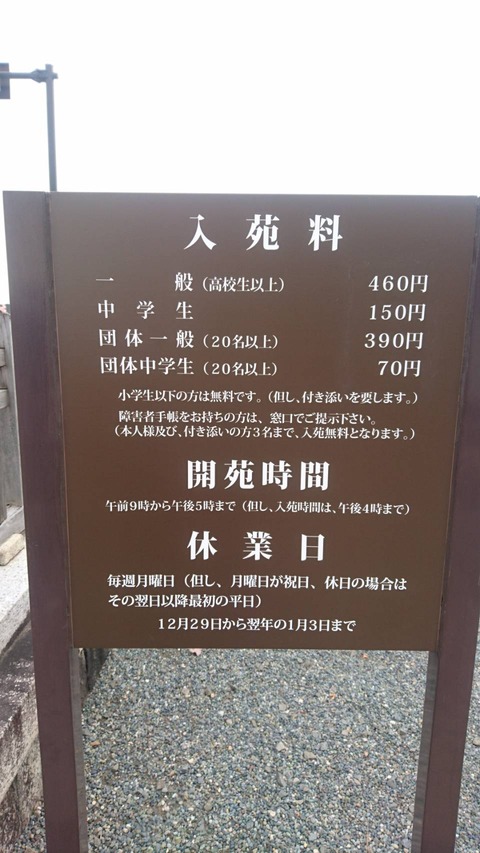 入苑料
一般（高校生以上） 460円
中学生 150円
団体一般（20名以上） 390円
団体中学生（20名以上） 70円
小学生以下の方は無料です。（但し、付き添いを要します。）
障害者手帳をお持ちの方は、窓口でご提示下さい。
（本人様及び、付き添いの方3名まで、入苑無料となります。）
開苑時間
午前9時から午後5時まで（但し、入苑時間は、午後4時まで）
休業日
毎週月曜日（但し、月曜日が祝日、休日の場合は
その翌日以降最初の平日）
12月29日から翌年の1月3日まで